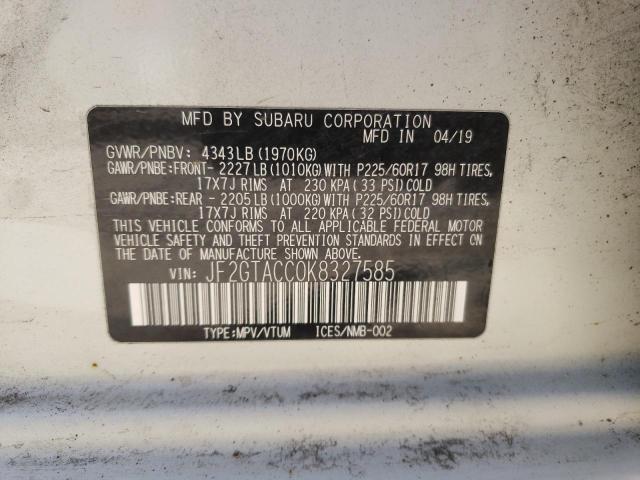 MFD BY SUBARU CORPORATION
MFD IN 04/19
GVWR/PNBV: 4343LB(1970KG)
GAWR/PNBE:FRONT- 2227LB(1010KG)WITH P225/60R17 98H TIRES,
17X7J RIMS AT 230 KPA(33 PSI)COLD
GAWR/PNBE:REAR - 2205LB(1000KG)WITH P225/60R17 98H TIRES,
17X7J RIMS AT 220 KPA(32 PSI)COLD
THIS VEHICLE CONFORMS TO ALL APPLICABLE FEDERAL MOTOR
VEHICLE SAFETY AND THEFT PREVENTION STANDARDS IN EFFECT ON
THE DATE OF MANUFACTURE SHOWN ABOVE.
VIN: JF2GTACC0K8327585
TYPE:MPV/VTUM ICES/NMB-002